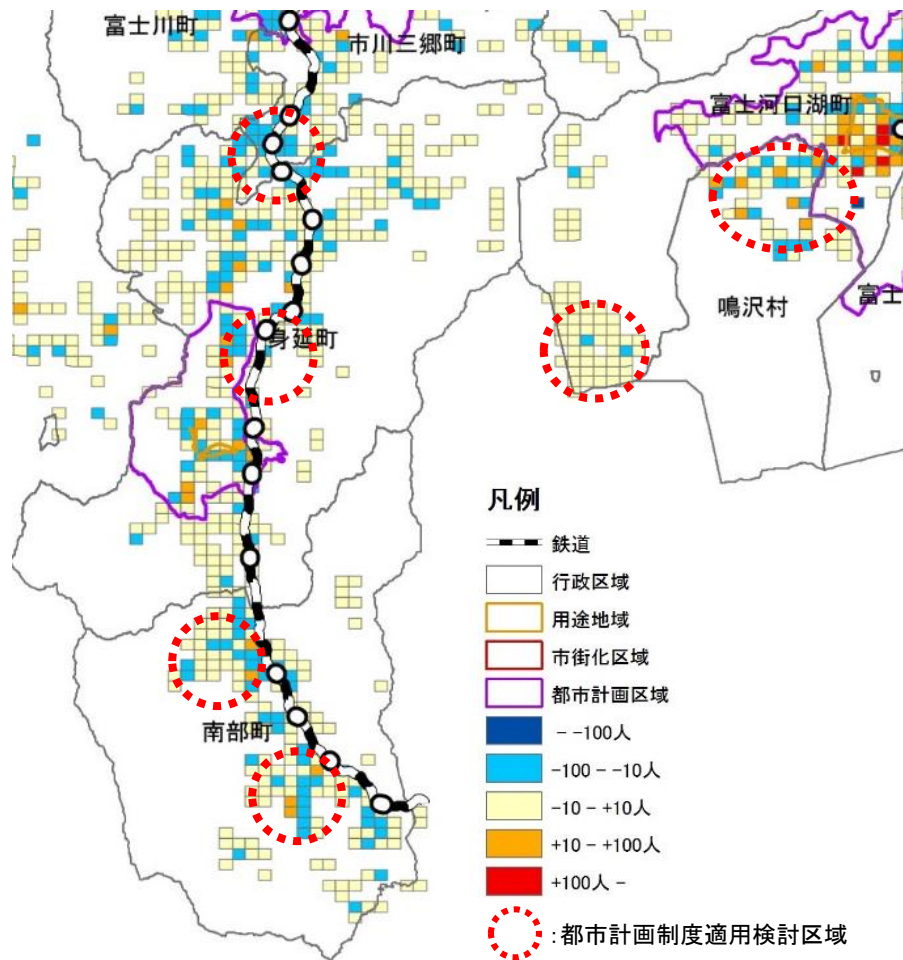 富士川町
市川三郷町
富士河口湖町
身延町
鳴沢村
富士
南部町
凡例
鉄道
行政区域
用途地域
市街化区域
都市計画区域
- -100人
-100 - -10人
-10 - +10人
+10 - +100人
+100人 -
:都市計画制度適用検討区域